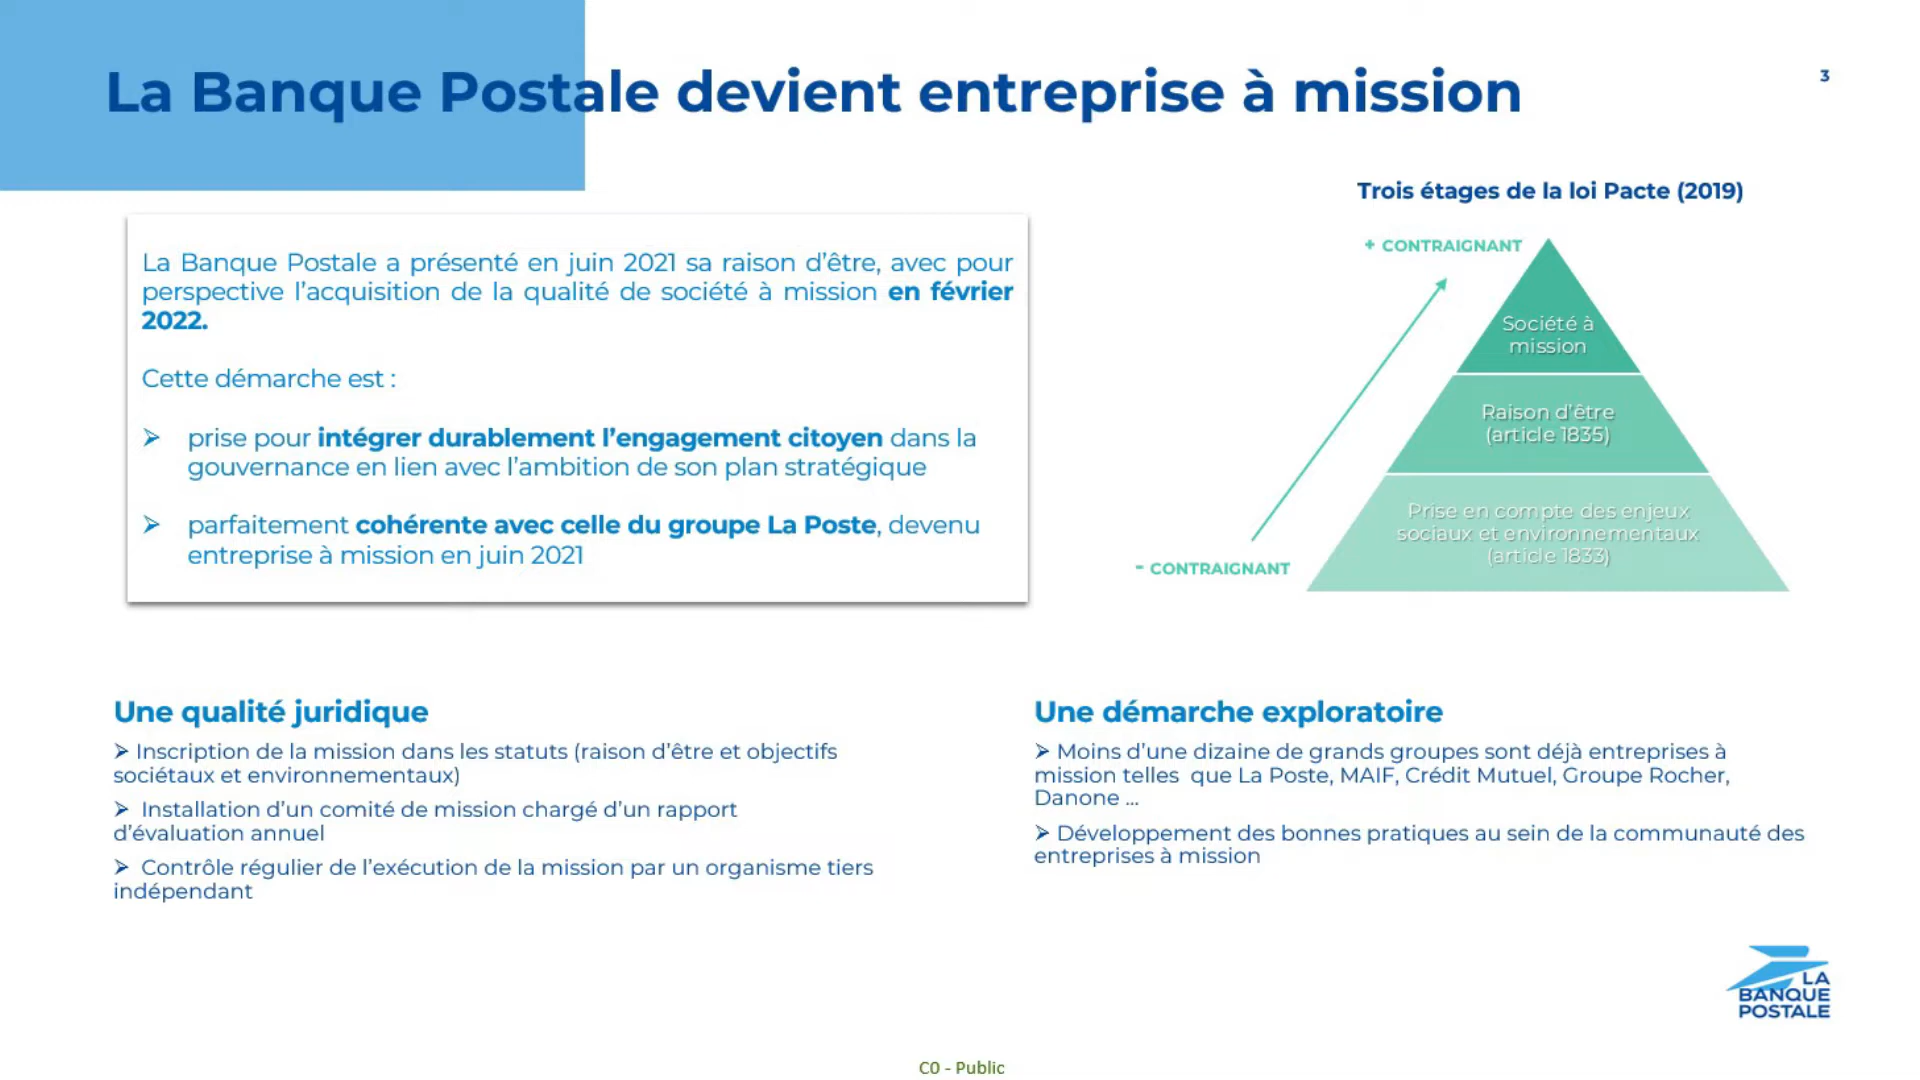 La Banque Postale devient entreprise à mission
3
La Banque Postale a présenté en juin 2021 sa raison d’être, avec pour
perspective l’acquisition de la qualité de société à mission en février
2022.
Cette démarche est :
➢ prise pour intégrer durablement l’engagement citoyen dans la
gouvernance en lien avec l’ambition de son plan stratégique
➢ parfaitement cohérente avec celle du groupe La Poste, devenu
entreprise à mission en juin 2021
Trois étages de la loi Pacte (2019)
+ CONTRAIGNANT
Société à
mission
Raison d’être
(article 1835)
Prise en compte des enjeux
sociaux et environnementaux
(article 1833)
- CONTRAIGNANT
Une qualité juridique
➢ Inscription de la mission dans les statuts (raison d’être et objectifs
sociétaux et environnementaux)
➢ Installation d’un comité de mission chargé d’un rapport
d’évaluation annuel
➢ Contrôle régulier de l’exécution de la mission par un organisme tiers
indépendant
Une démarche exploratoire
➢ Moins d’une dizaine de grands groupes sont déjà entreprises à
mission telles que La Poste, MAIF, Crédit Mutuel, Groupe Rocher,
Danone ...
➢ Développement des bonnes pratiques au sein de la communauté des
entreprises à mission
LA
BANQUE
POSTALE
C0 - Public